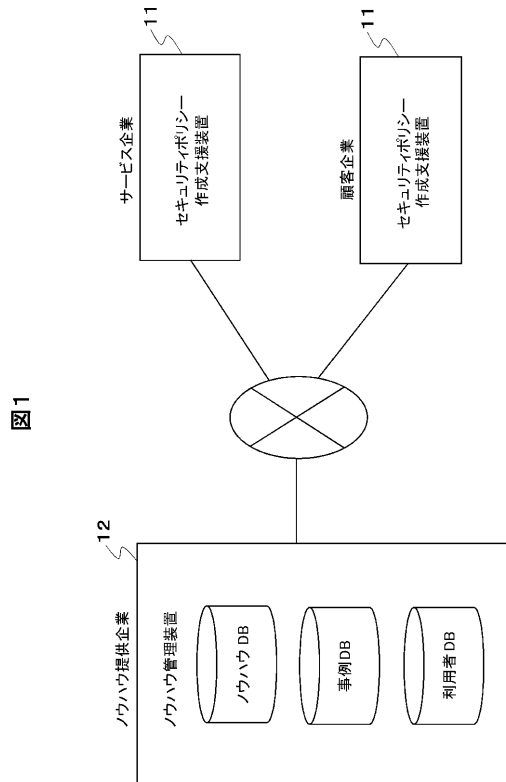 図1
ノウハウ提供企業
12
ノウハウ管理装置
ノウハウDB
事例DB
利用者DB
サービス企業
11
セキュリティポリシー
作成支援装置
顧客企業
11
セキュリティポリシー
作成支援装置